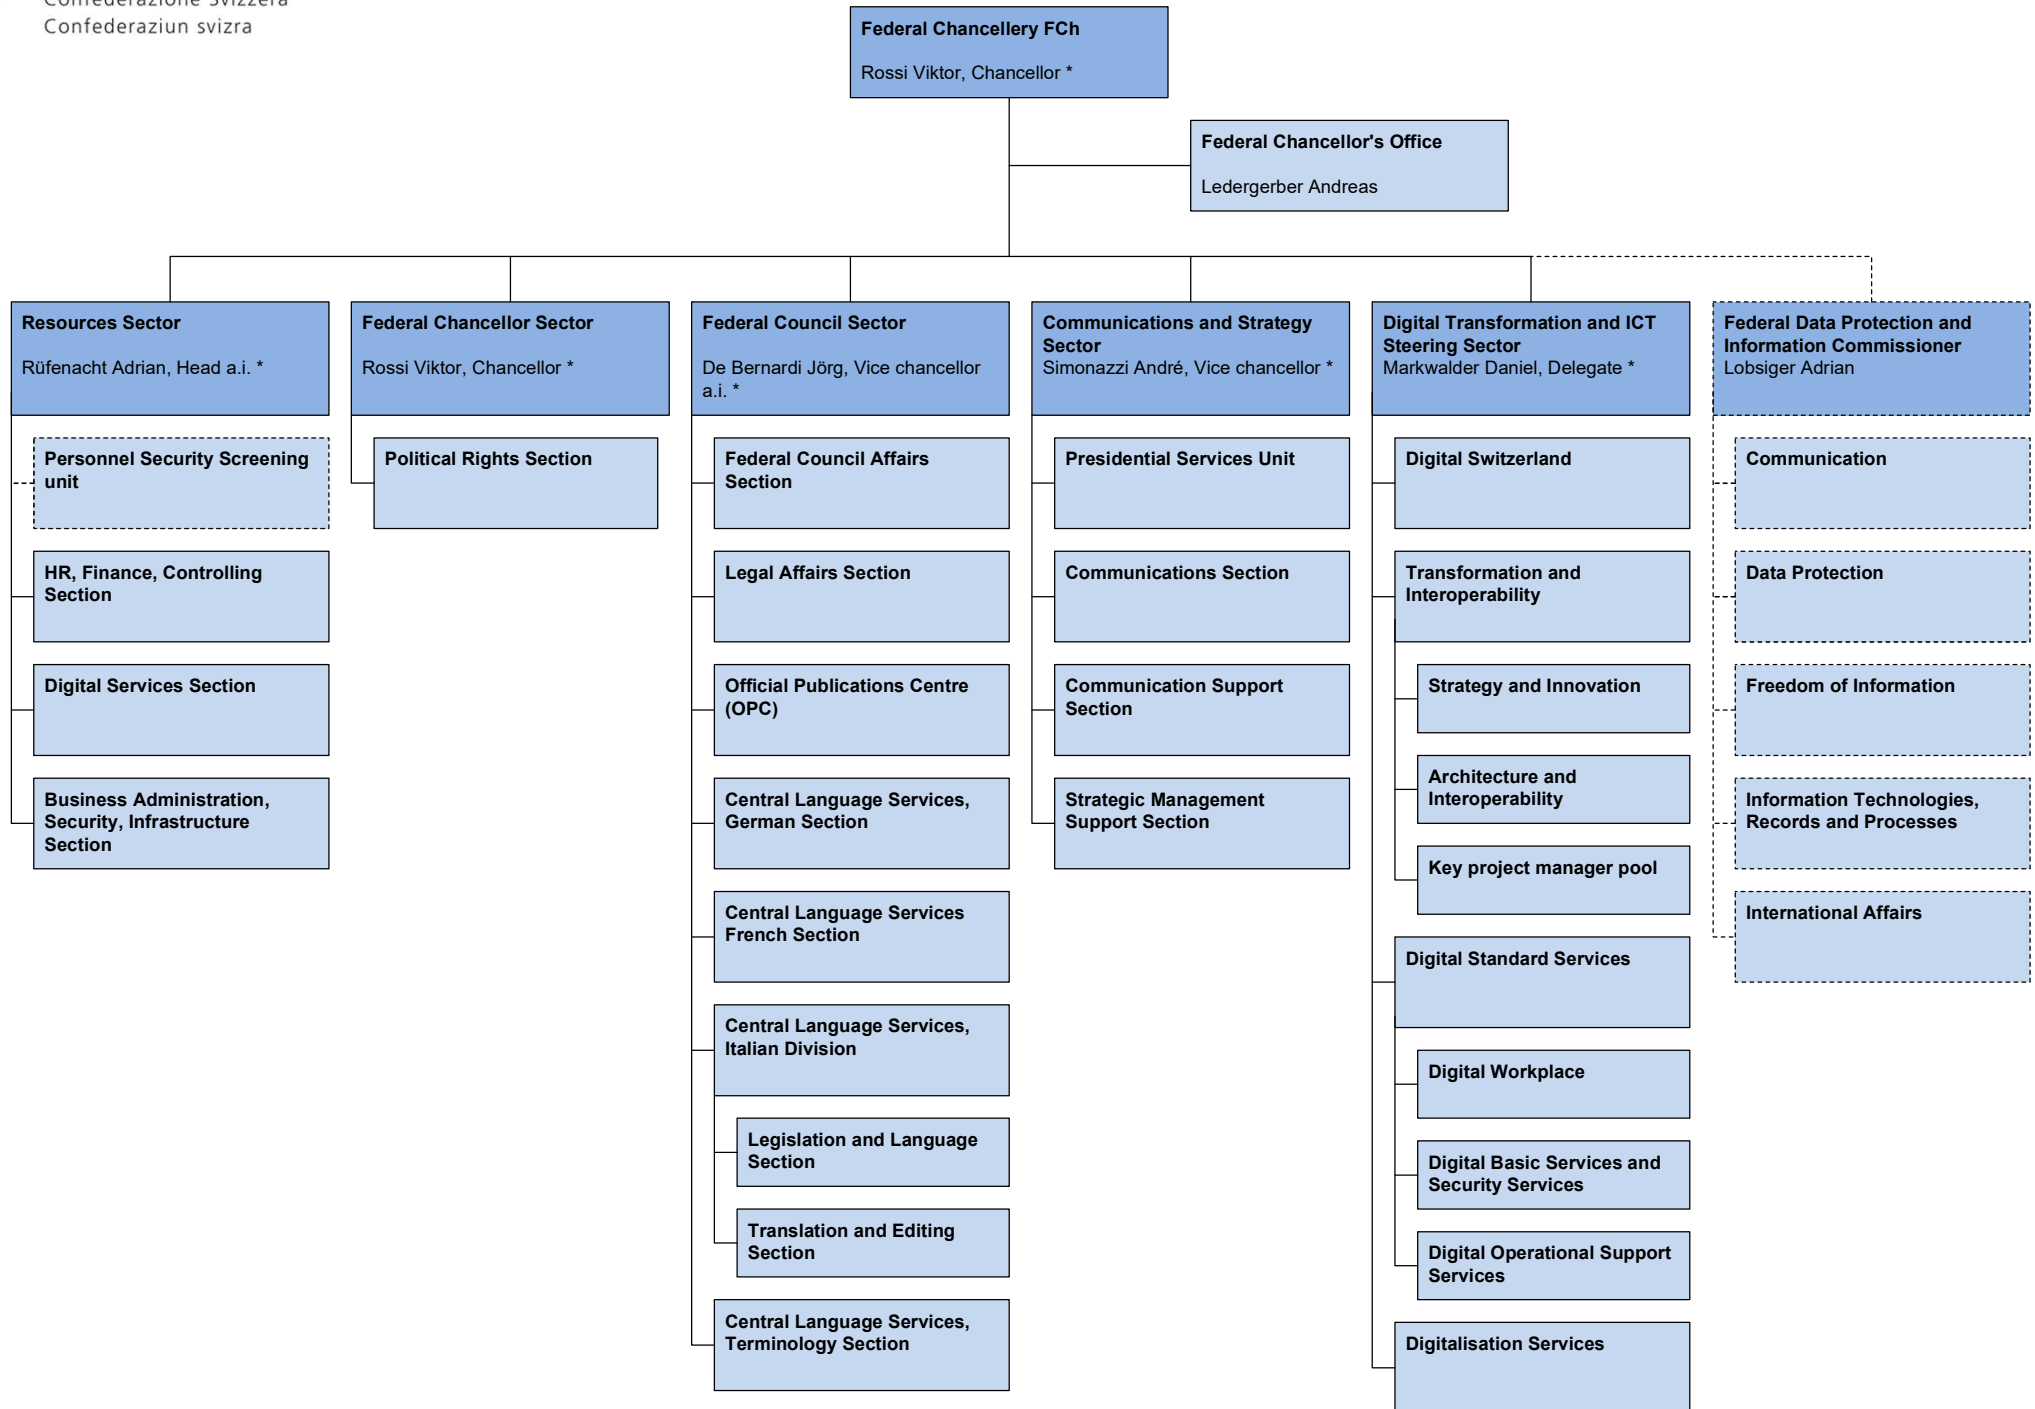 Confederazione Svizzera
Confederaziun svizra
Federal Chancellery FCh
Rossi Viktor, Chancellor *
Federal Chancellor's Office
Ledergerber Andreas
Resources Sector
Rüfenacht Adrian, Head a.i. *
Personnel Security Screening
unit
HR, Finance, Controlling
Section
Digital Services Section
Business Administration,
Security, Infrastructure
Section
Federal Chancellor Sector
Rossi Viktor, Chancellor *
Political Rights Section
Federal Council Sector
De Bernardi Jörg, Vice chancellor
a.i. *
Federal Council Affairs
Section
Legal Affairs Section
Official Publications Centre
(OPC)
Central Language Services,
German Section
Central Language Services
French Section
Central Language Services,
Italian Division
Legislation and Language
Section
Translation and Editing
Section
Central Language Services,
Terminology Section
Communications and Strategy
Sector
Simonazzi André, Vice chancellor *
Presidential Services Unit
Communications Section
Communication Support
Section
Strategic Management
Support Section
Digital Transformation and ICT
Steering Sector
Markwalder Daniel, Delegate *
Digital Switzerland
Transformation and
Interoperability
Strategy and Innovation
Architecture and
Interoperability
Key project manager pool
Digital Standard Services
Digital Workplace
Digital Basic Services and
Security Services
Digital Operational Support
Services
Digitalisation Services
Federal Data Protection and
Information Commissioner
Lobsiger Adrian
Communication
Data Protection
Freedom of Information
Information Technologies,
Records and Processes
International Affairs